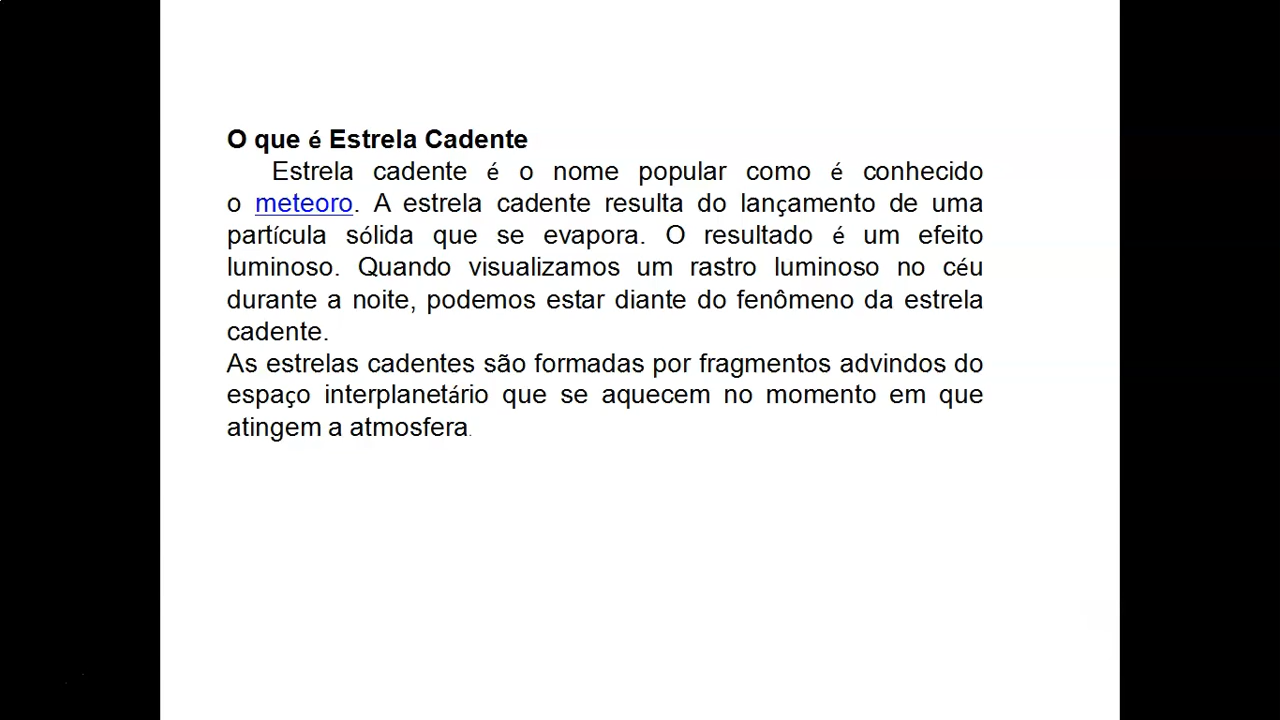 O que é Estrela Cadente
Estrela cadente é o nome popular como é conhecido
o meteoro. A estrela cadente resulta do lançamento de uma
partícula sólida que se evapora. O resultado é um efeito
luminoso. Quando visualizamos um rastro luminoso no céu
durante a noite, podemos estar diante do fenômeno da estrela
cadente.
As estrelas cadentes são formadas por fragmentos advindos do
espaço interplanetário que se aquecem no momento em que
atingem a atmosfera.